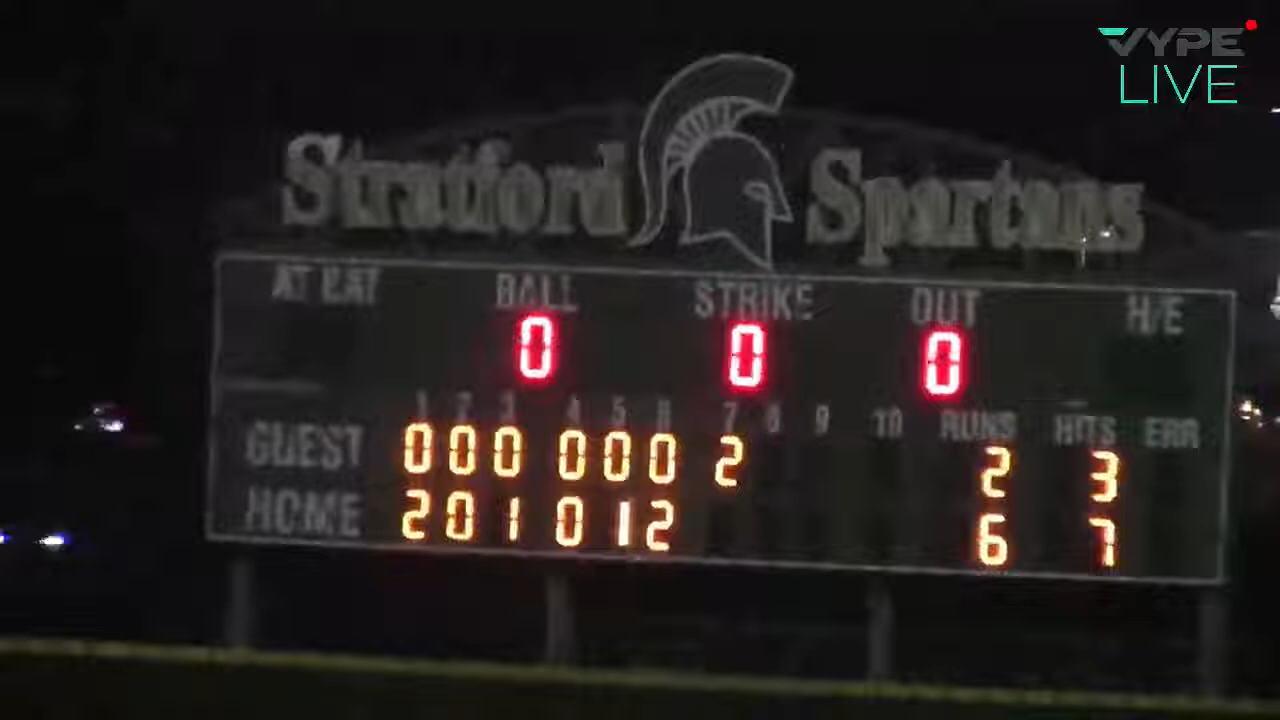 VYPE
LIVE
Stratford Spartans
AT BAT BALL STRIKE OUT H/E
0 0 0
1 2 3 4 5 6 7 8 9 10 RUNS HITS ERR
GUEST 0 0 0 0 0 0 2 2 3
HOME 2 0 1 0 1 2 6 7